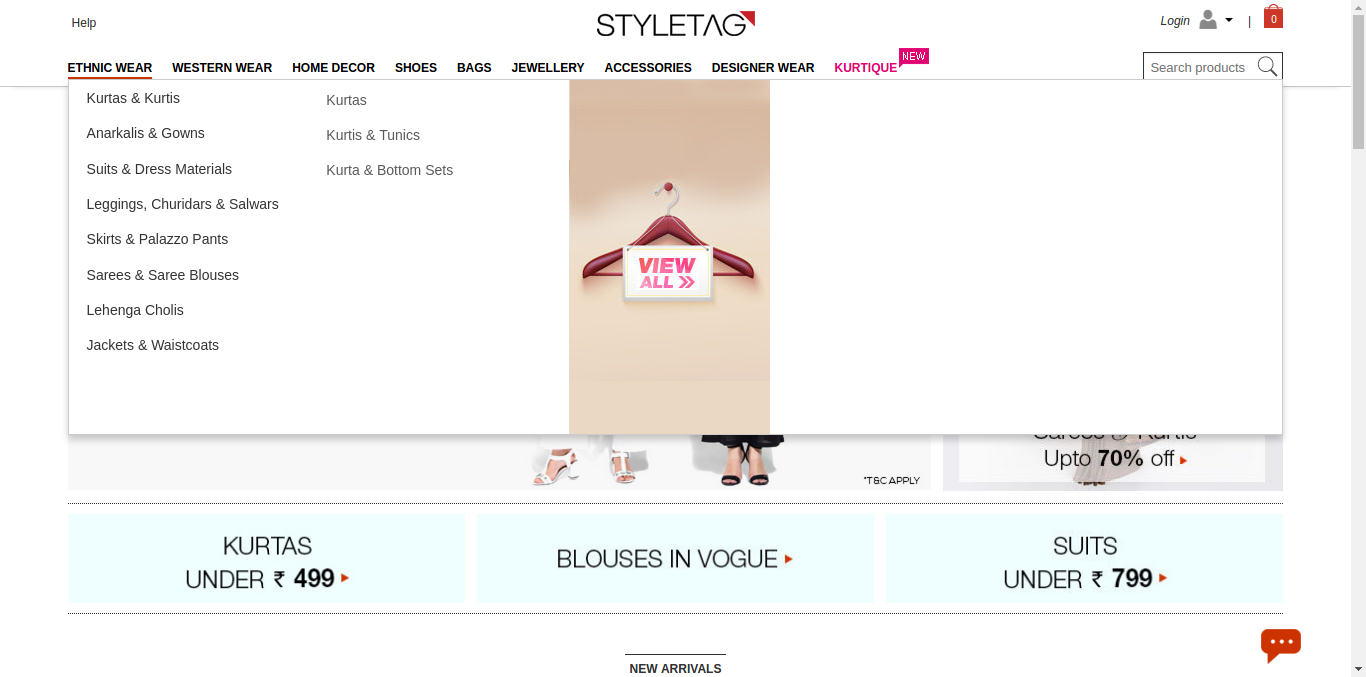 Help
STYLETAG
Login
|
0
ETHNIC WEAR
WESTERN WEAR
HOME DECOR
SHOES
BAGS
JEWELLERY
ACCESSORIES
DESIGNER WEAR
KURTIQUE
NEW
Search products
Kurtas & Kurtis
Anarkalis & Gowns
Suits & Dress Materials
Leggings, Churidars & Salwars
Skirts & Palazzo Pants
Sarees & Saree Blouses
Lehenga Cholis
Jackets & Waistcoats
Kurtas
Kurtis & Tunics
Kurta & Bottom Sets
VIEW
ALL
*T&C APPLY
Sarees & Kurtis
Upto 70% off
KURTAS
UNDER ₹ 499
BLOUSES IN VOGUE
SUITS
UNDER ₹ 799
NEW ARRIVALS